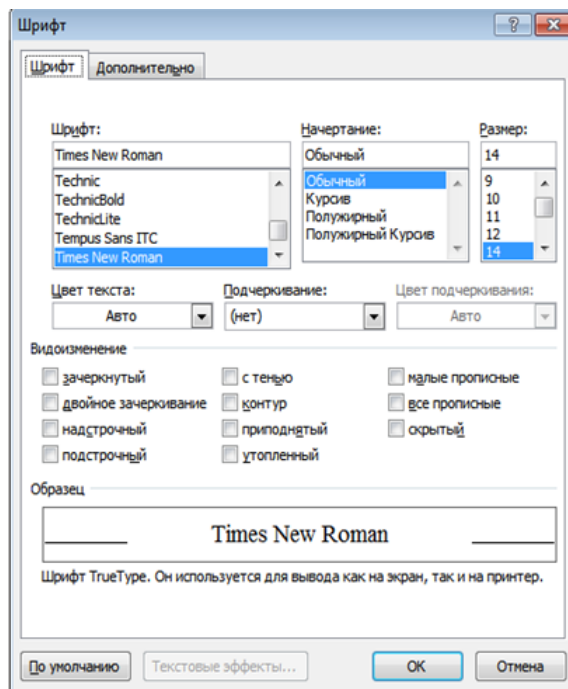 Шрифт
Шрифт Дополнительно
Шрифт: Начертание: Размер:
Times New Roman Обычный 14
Technic Обычный 9
TechnicBold Курсив 10
TechnicLite Полужирный 11
Tempus Sans ITC Полужирный Курсив 12
Times New Roman 14
Цвет текста: Подчеркивание: Цвет подчеркивания:
Авто (нет) Авто
Видоизменение
зачеркнутый с тенью малые прописные
двойное зачеркивание контур все прописные
надстрочный приподнятый скрытый
подстрочный утопленный
Образец
Times New Roman
Шрифт TrueType. Он используется для вывода как на экран, так и на принтер.
По умолчанию Текстовые эффекты... ОК Отмена